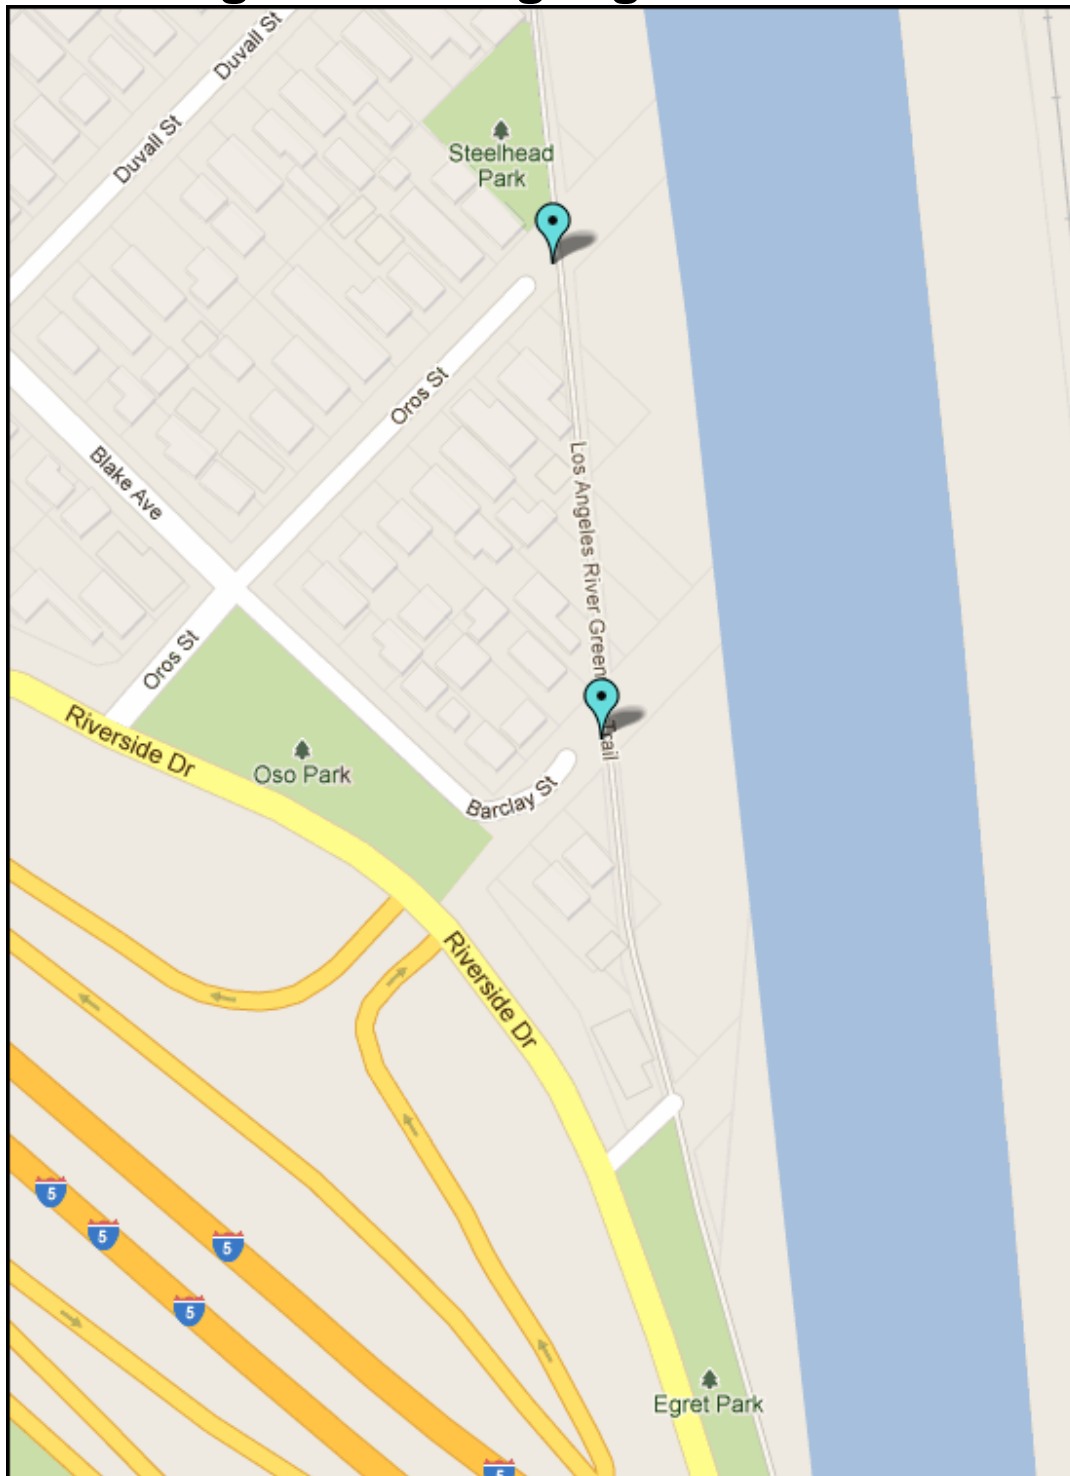 Duvall St
Duvall St
Steelhead
Park
Oros St
Blake Ave
Los Angeles River Green
Trail
Oros St
Riverside Dr
Oso Park
Barclay St
Riverside Dr
5
5
5
5
Egret Park
5